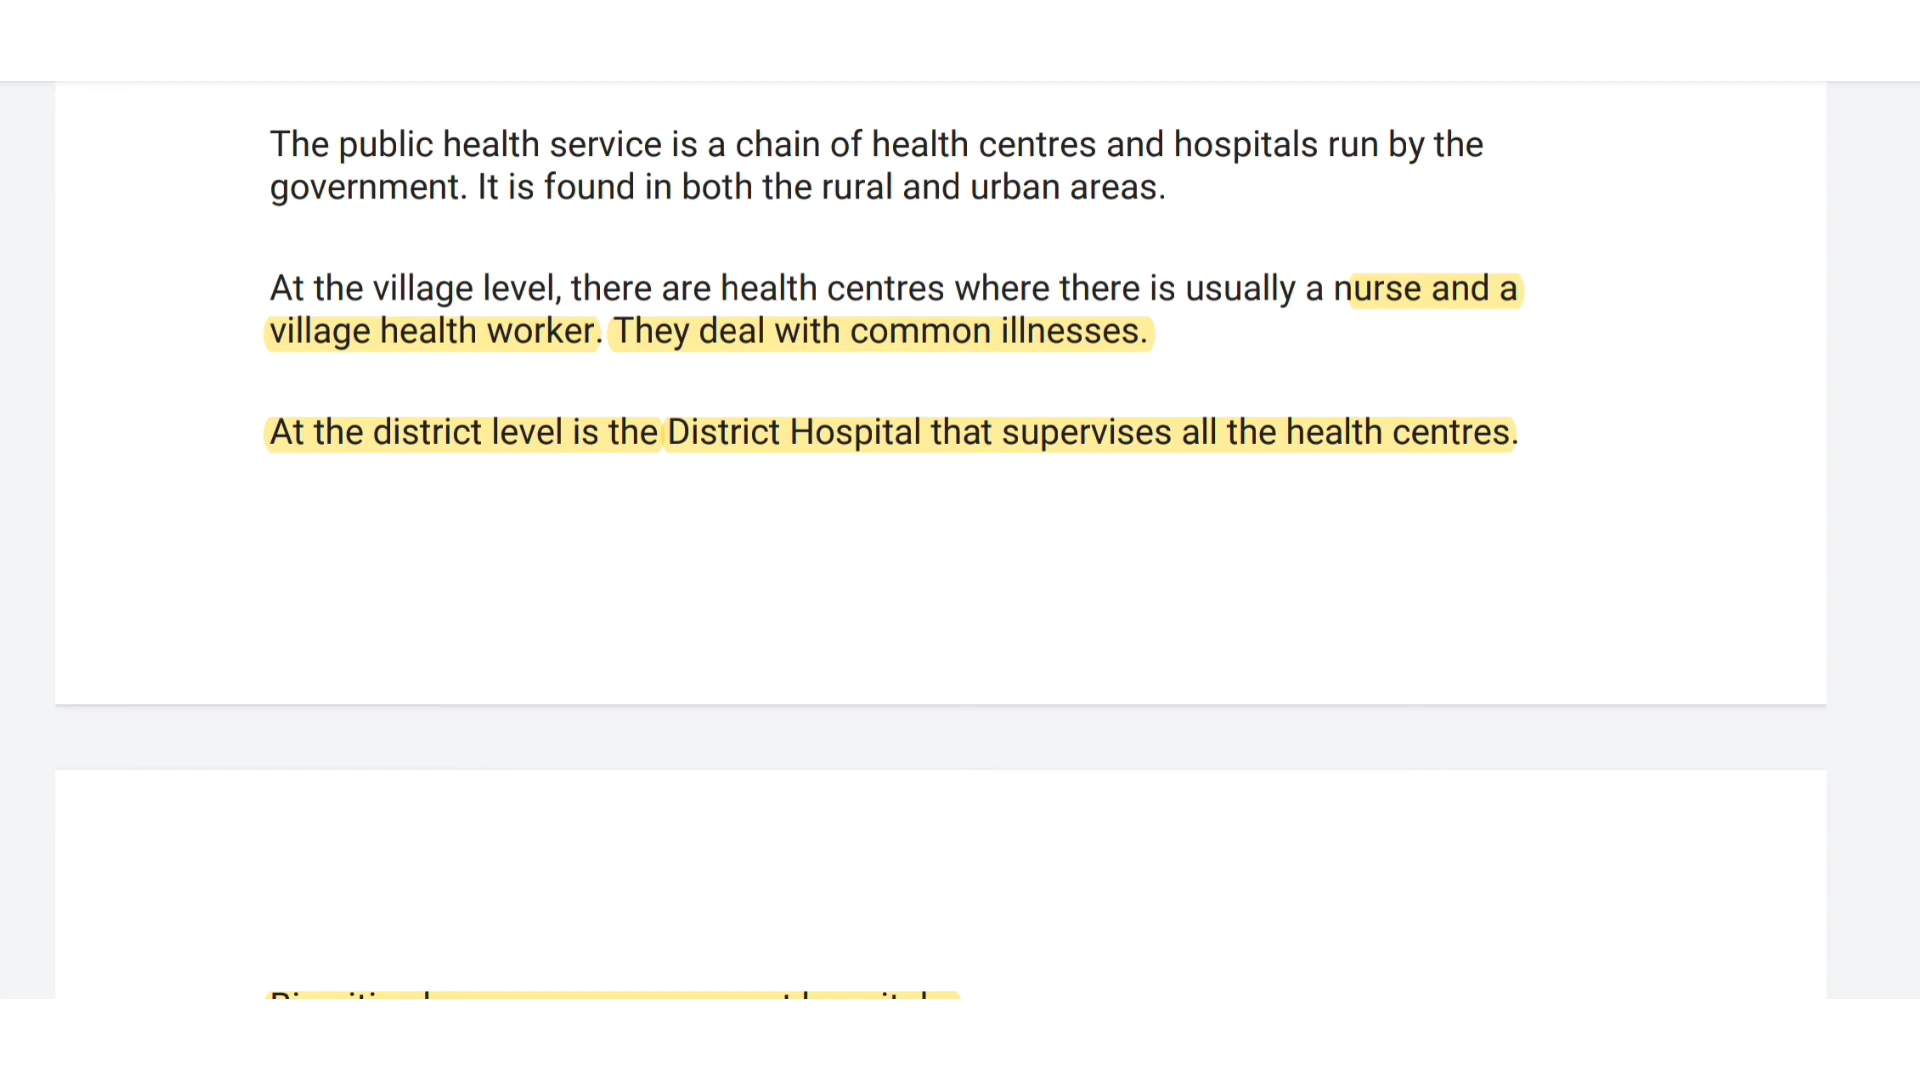 The public health service is a chain of health centres and hospitals run by the
government. It is found in both the rural and urban areas.
At the village level, there are health centres where there is usually a nurse and a
village health worker. They deal with common illnesses.
At the district level is the District Hospital that supervises all the health centres.